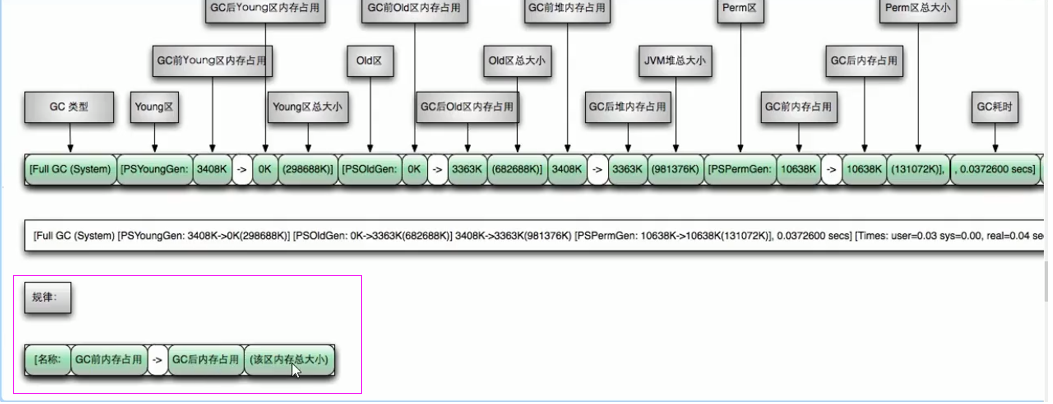 GC后Young区内存占用
GC前Old区内存占用
GC前堆内存占用
Perm区
Perm区总大小
GC前Young区内存占用
Old区
Old区总大小
JVM堆总大小
GC后内存占用
GC 类型
Young区
Young区总大小
GC后Old区内存占用
GC后堆内存占用
GC前内存占用
GC耗时
[Full GC (System) [PSYoungGen: 3408K -> 0K (298688K)] [PSOldGen: 0K -> 3363K (682688K)] 3408K -> 3363K (981376K) [PSPermGen: 10638K -> 10638K (131072K)], , 0.0372600 secs]
[Full GC (System) [PSYoungGen: 3408K->0K(298688K)] [PSOldGen: 0K->3363K(682688K)] 3408K->3363K(981376K) [PSPermGen: 10638K->10638K(131072K)], 0.0372600 secs] [Times: user=0.03 sys=0.00, real=0.04 se
规律：
[名称: GC前内存占用 -> GC后内存占用 (该区内存总大小)